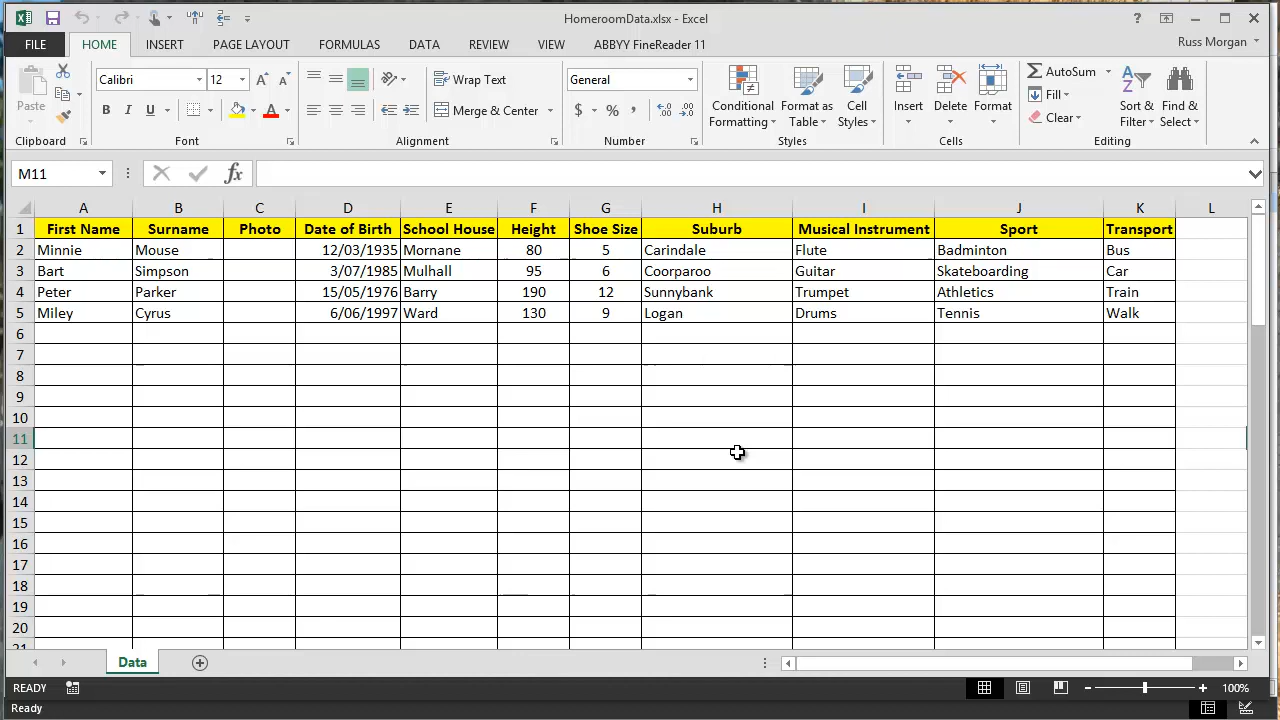 HomeroomData.xlsx - Excel
FILE HOME INSERT PAGE LAYOUT FORMULAS DATA REVIEW VIEW ABBYY FineReader 11 Russ Morgan
Paste
Clipboard
Calibri 12
B I U A
Font
Wrap Text
Merge & Center
Alignment
General
$ % ,
Number
Conditional Formatting
Format as Table
Cell Styles
Styles
Insert Delete Format
Cells
AutoSum
Fill
Clear
Sort & Filter
Find & Select
Editing
M11 fx
A B C D E F G H I J K L
1 First Name Surname Photo Date of Birth School House Height Shoe Size Suburb Musical Instrument Sport Transport
2 Minnie Mouse 12/03/1935 Mornane 80 5 Carindale Flute Badminton Bus
3 Bart Simpson 3/07/1985 Mulhall 95 6 Coorparoo Guitar Skateboarding Car
4 Peter Parker 15/05/1976 Barry 190 12 Sunnybank Trumpet Athletics Train
5 Miley Cyrus 6/06/1997 Ward 130 9 Logan Drums Tennis Walk
6
7
8
9
10
11
12
13
14
15
16
17
18
19
20
21
Data
READY 100%
Ready